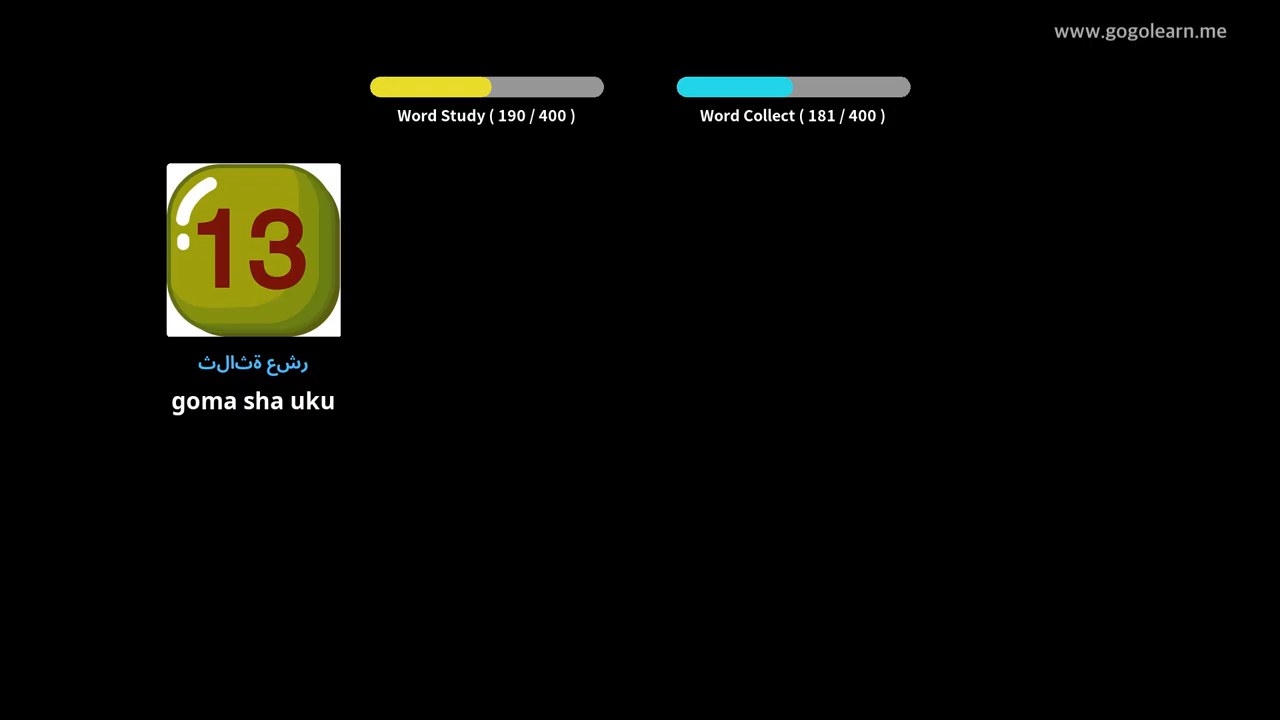 www.gogolearn.me
Word Study ( 190 / 400 )
Word Collect ( 181 / 400 )
13
رشع ةثالث
goma sha uku